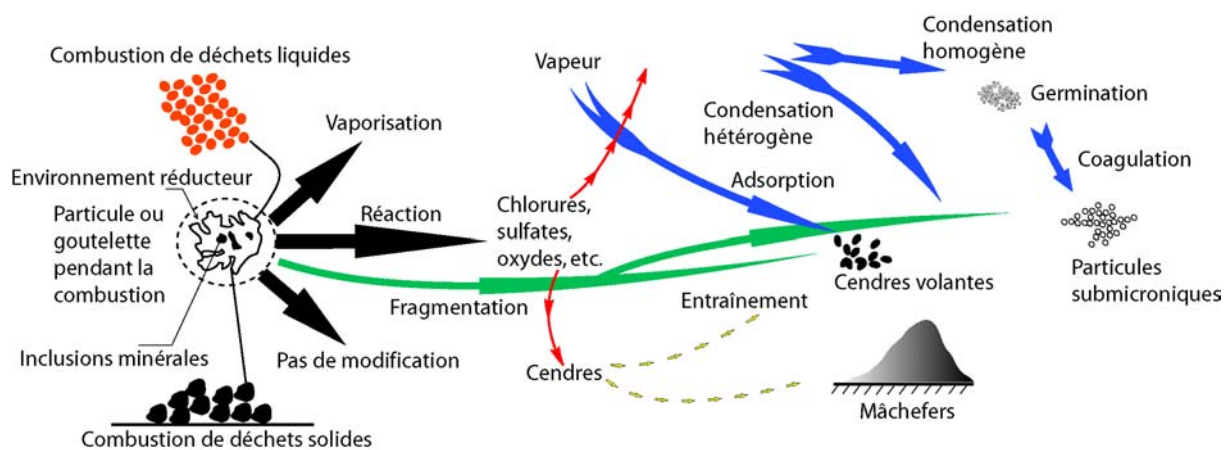 Combustion de déchets liquides
Vaporisation
Environnement réducteur
Particule ou
goutelette
pendant la
combustion
Réaction
Fragmentation
Inclusions minérales
Pas de modification
Combustion de déchets solides
Vapeur
Chlorures,
sulfates,
oxydes, etc.
Cendres
Condensation
homogène
Germination
Condensation
hétérogène
Coagulation
Adsorption
Entraînement
Cendres volantes
Particules
submicroniques
Mâchefers